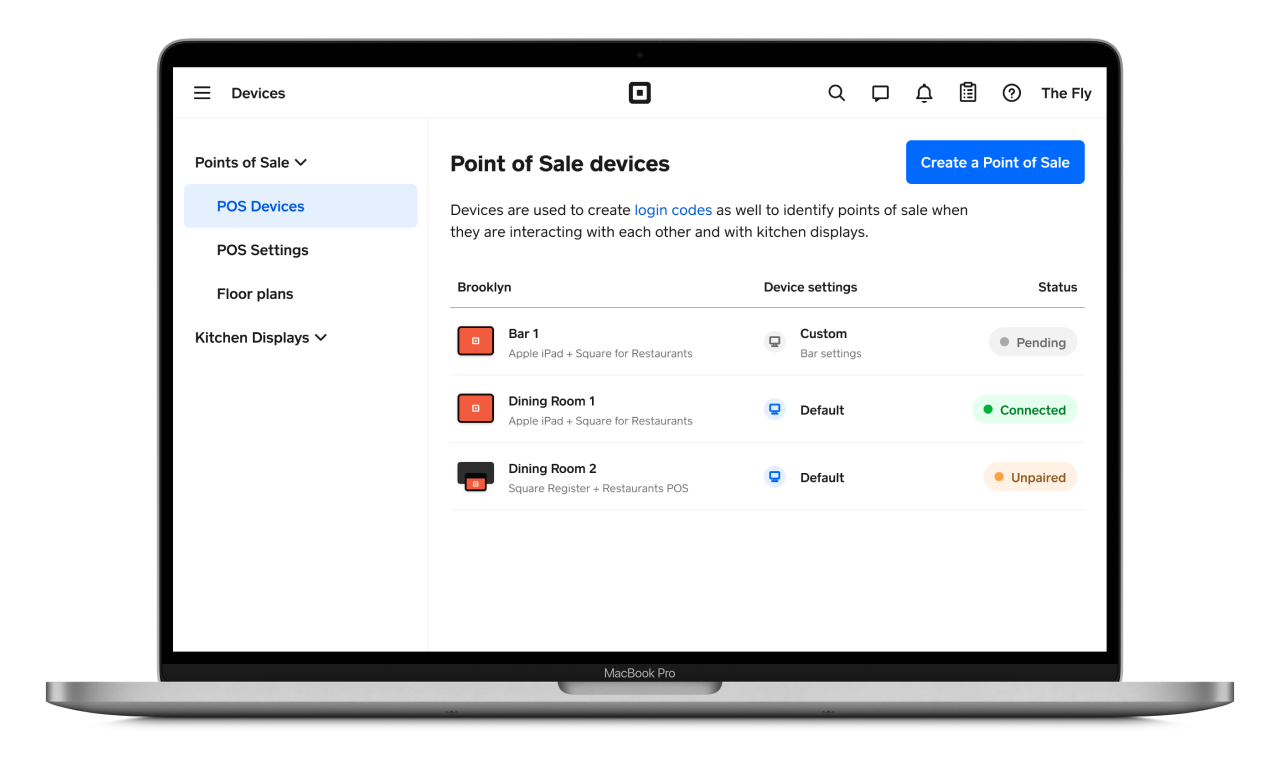 Devices
The Fly
Points of Sale
POS Devices
POS Settings
Floor plans
Kitchen Displays
Point of Sale devices
Create a Point of Sale
Devices are used to create login codes as well to identify points of sale when
they are interacting with each other and with kitchen displays.
Brooklyn Device settings Status
Bar 1
Apple iPad + Square for Restaurants
Custom
Bar settings
Pending
Dining Room 1
Apple iPad + Square for Restaurants
Default
Connected
Dining Room 2
Square Register + Restaurants POS
Default
Unpaired
MacBook Pro